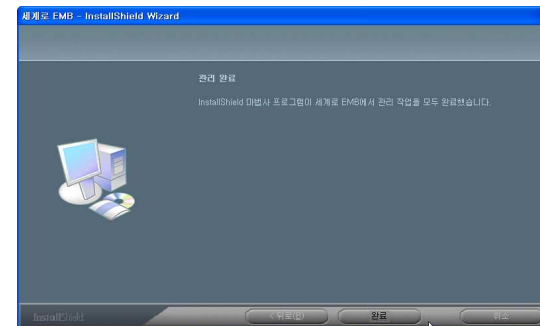 세계로 EMB - InstallShield Wizard
관리 완료
InstallShield 마법사 프로그램이 세계로 EMB에서 관리 작업을 모두 완료했습니다.
InstallShield
< 뒤로(B)
완료
취소